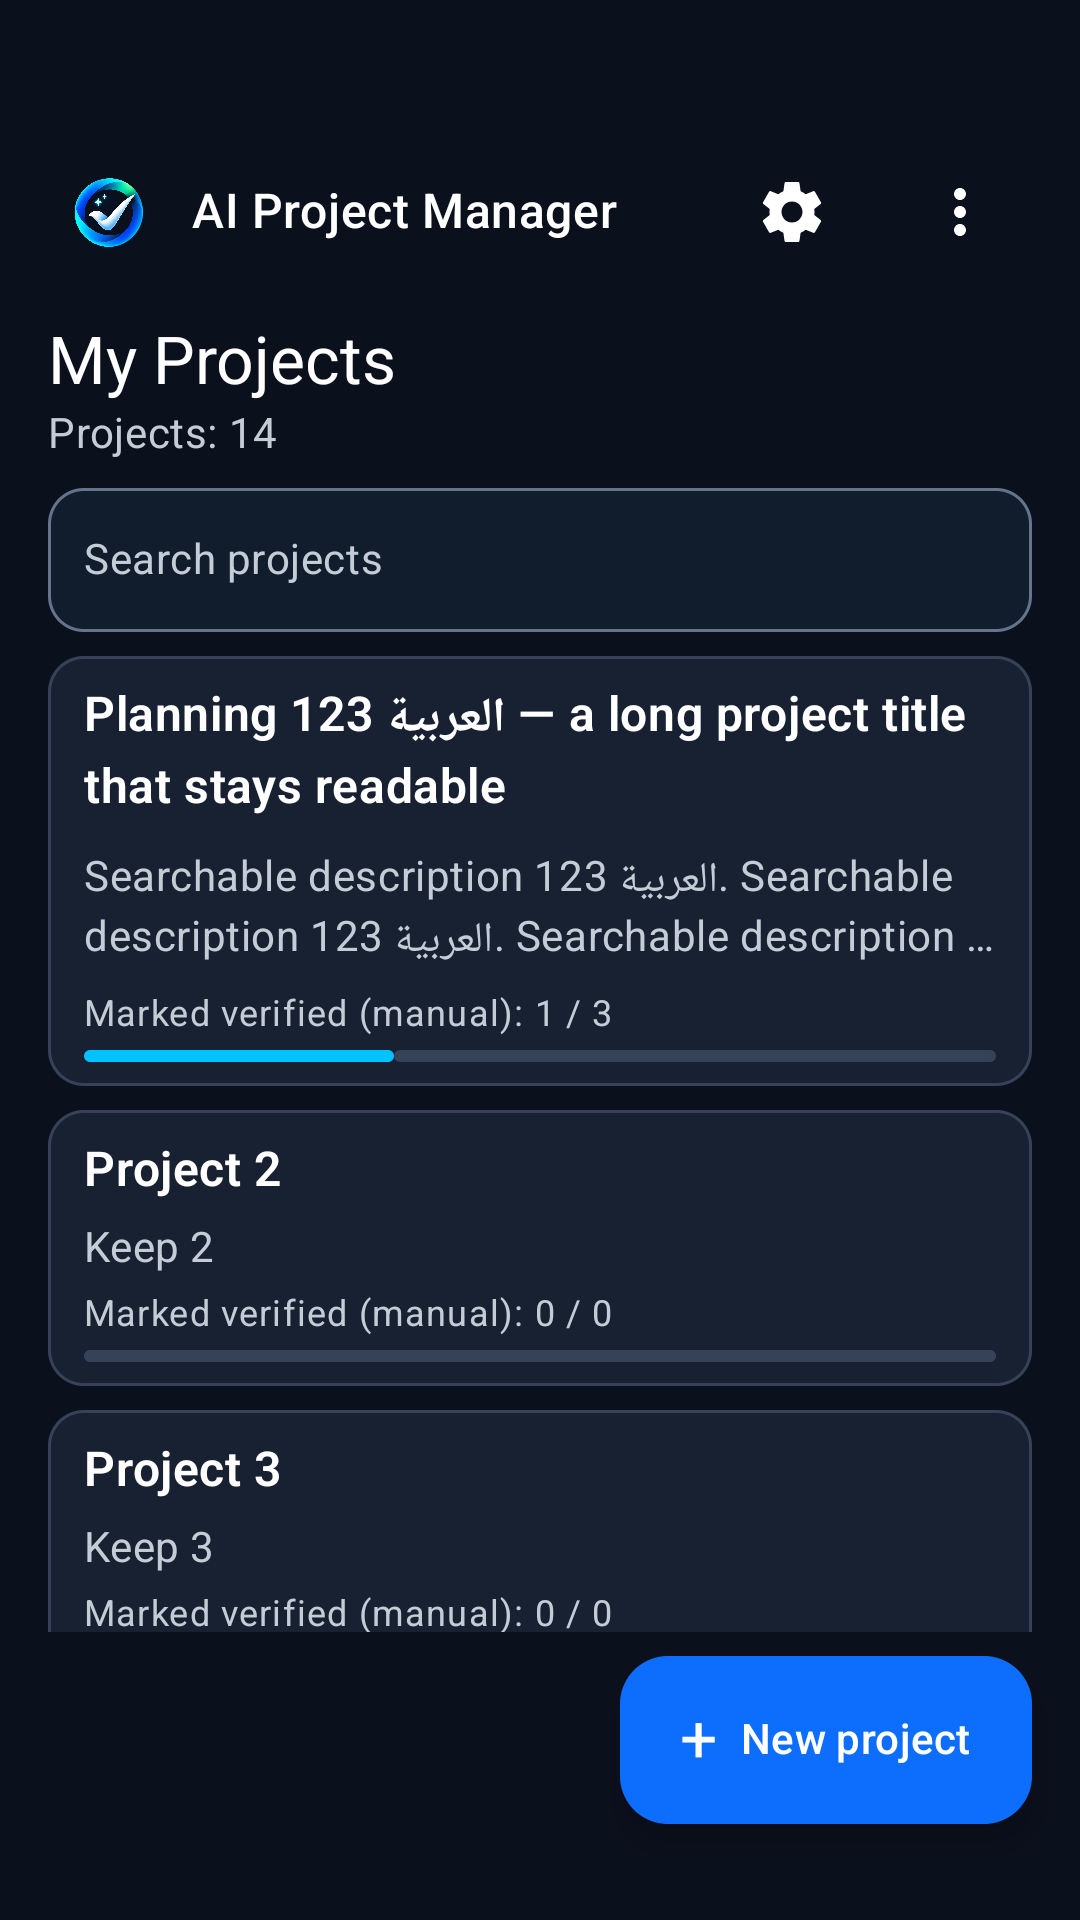 AI Project Manager
My Projects
Projects: 14
Search projects
Planning 123 العربية — a long project title
that stays readable
Searchable description 123 العربية. Searchable
description 123 العربية. Searchable description …
Marked verified (manual): 1 / 3
Project 2
Keep 2
Marked verified (manual): 0 / 0
Project 3
Keep 3
Marked verified (manual): 0 / 0
+ New project